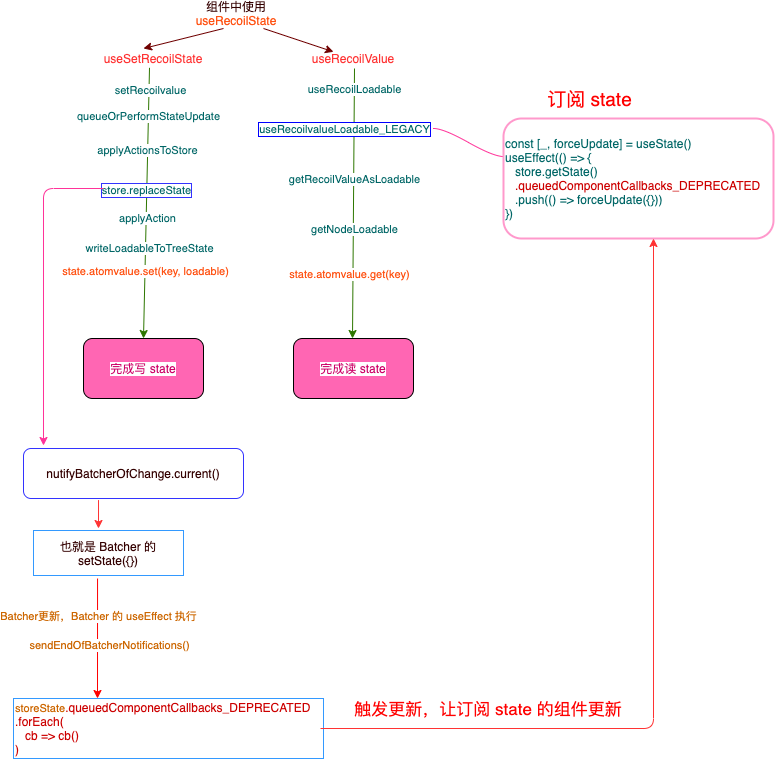 组件中使用
useRecoilState
useSetRecoilState
setRecoilvalue
queueOrPerformStateUpdate
applyActionsToStore
store.replaceState
applyAction
writeLoadableToTreeState
state.atomvalue.set(key, loadable)
完成写 state
useRecoilValue
useRecoilLoadable
useRecoilvalueLoadable_LEGACY
getRecoilValueAsLoadable
getNodeLoadable
state.atomvalue.get(key)
完成读 state
订阅 state
const [_, forceUpdate] = useState()
useEffect(() => {
store.getState()
.queuedComponentCallbacks_DEPRECATED
.push(() => forceUpdate({}))
})
nutifyBatcherOfChange.current()
也就是 Batcher 的
setState({})
Batcher更新，Batcher 的 useEffect 执行
sendEndOfBatcherNotifications()
storeState.queuedComponentCallbacks_DEPRECATED
.forEach(
cb => cb()
)
触发更新，让订阅 state 的组件更新